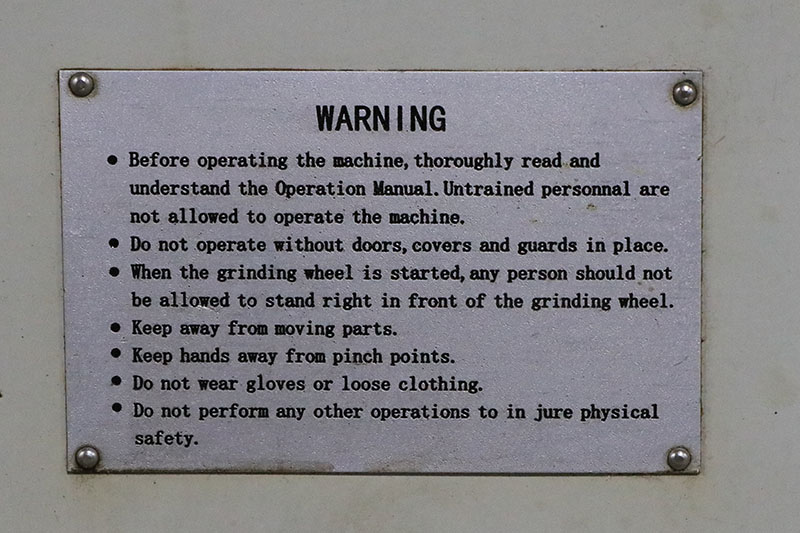 WARNING
● Before operating the machine, thoroughly read and
understand the Operation Manual. Untrained personnal are
not allowed to operate the machine.
● Do not operate without doors, covers and guards in place.
● When the grinding wheel is started, any person should not
be allowed to stand right in front of the grinding wheel.
● Keep away from moving parts.
● Keep hands away from pinch points.
● Do not wear gloves or loose clothing.
● Do not perform any other operations to in jure physical
safety.